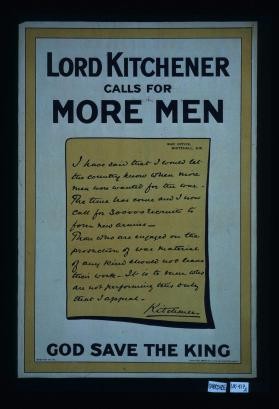 LORD KITCHENER
CALLS FOR
MORE MEN
WAR OFFICE,
WHITEHALL, S.W.
I have said that I would let
the country know when more
men were wanted for the war.
The time has come and I now
call for 300000 recruits to
form new armies -
Those who are engaged on the
production of war material
of any kind should not leave
their work - It is to men who
are not performing this duty
that I appeal -
Kitchener
GOD SAVE THE KING